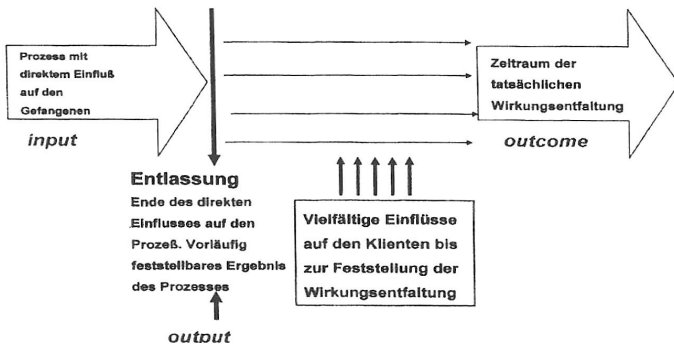 Prozess mit
direktem Einfluß
auf den
Gefangenen
input
Zeitraum der
tatsächlichen
Wirkungsentfaltung
outcome
Entlassung
Ende des direkten
Einflusses auf den
Prozeß. Vorläufig
feststellbares Ergebnis
des Prozesses
output
Vielfältige Einflüsse
auf den Klienten bis
zur Feststellung der
Wirkungsentfaltung